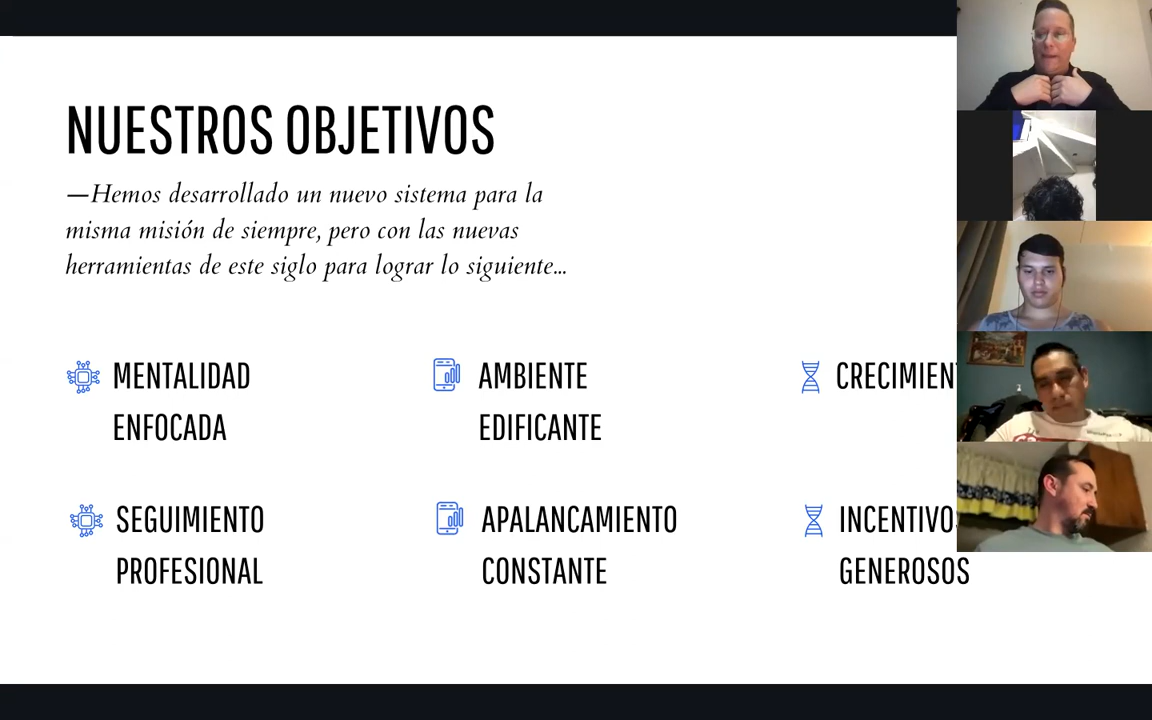 NUESTROS OBJETIVOS
—Hemos desarrollado un nuevo sistema para la
misma misión de siempre, pero con las nuevas
herramientas de este siglo para lograr lo siguiente...
MENTALIDAD
ENFOCADA
AMBIENTE
EDIFICANTE
SEGUIMIENTO
PROFESIONAL
APALANCAMIENTO
CONSTANTE
GENEROSOS